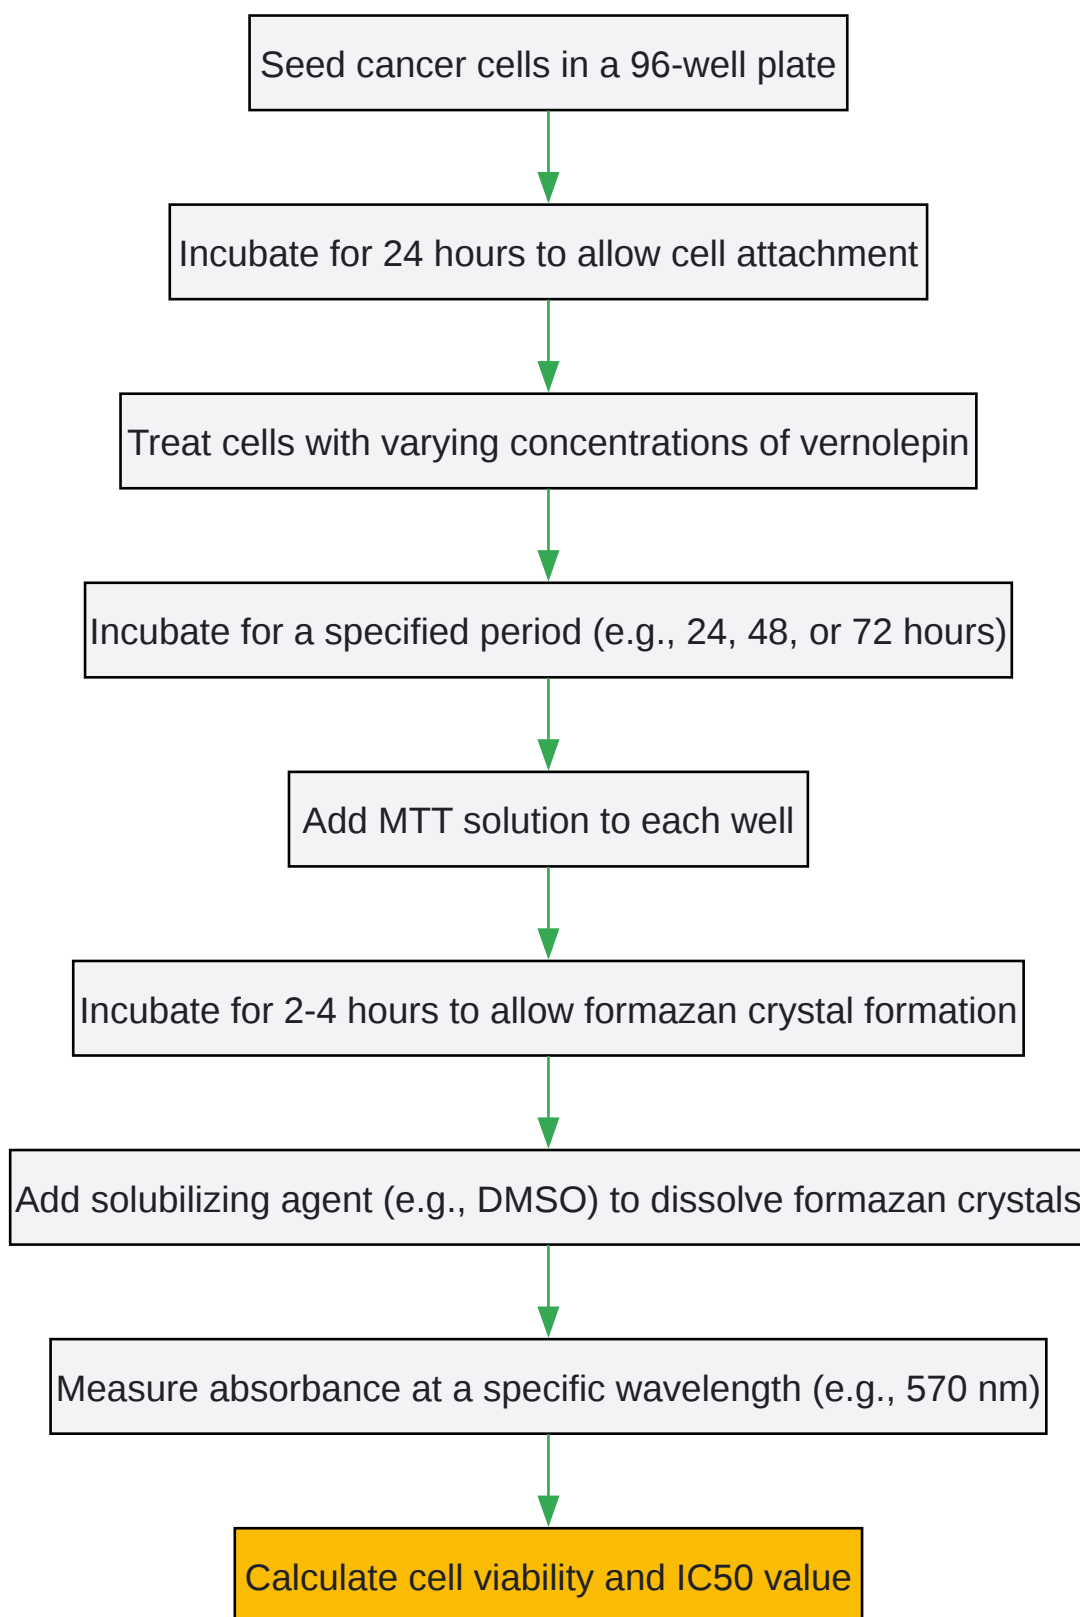 Seed cancer cells in a 96-well plate
Incubate for 24 hours to allow cell attachment
Treat cells with varying concentrations of vernolepin
Incubate for a specified period (e.g., 24, 48, or 72 hours)
Add MTT solution to each well
Incubate for 2-4 hours to allow formazan crystal formation
Add solubilizing agent (e.g., DMSO) to dissolve formazan crystals
Measure absorbance at a specific wavelength (e.g., 570 nm)
Calculate cell viability and IC50 value